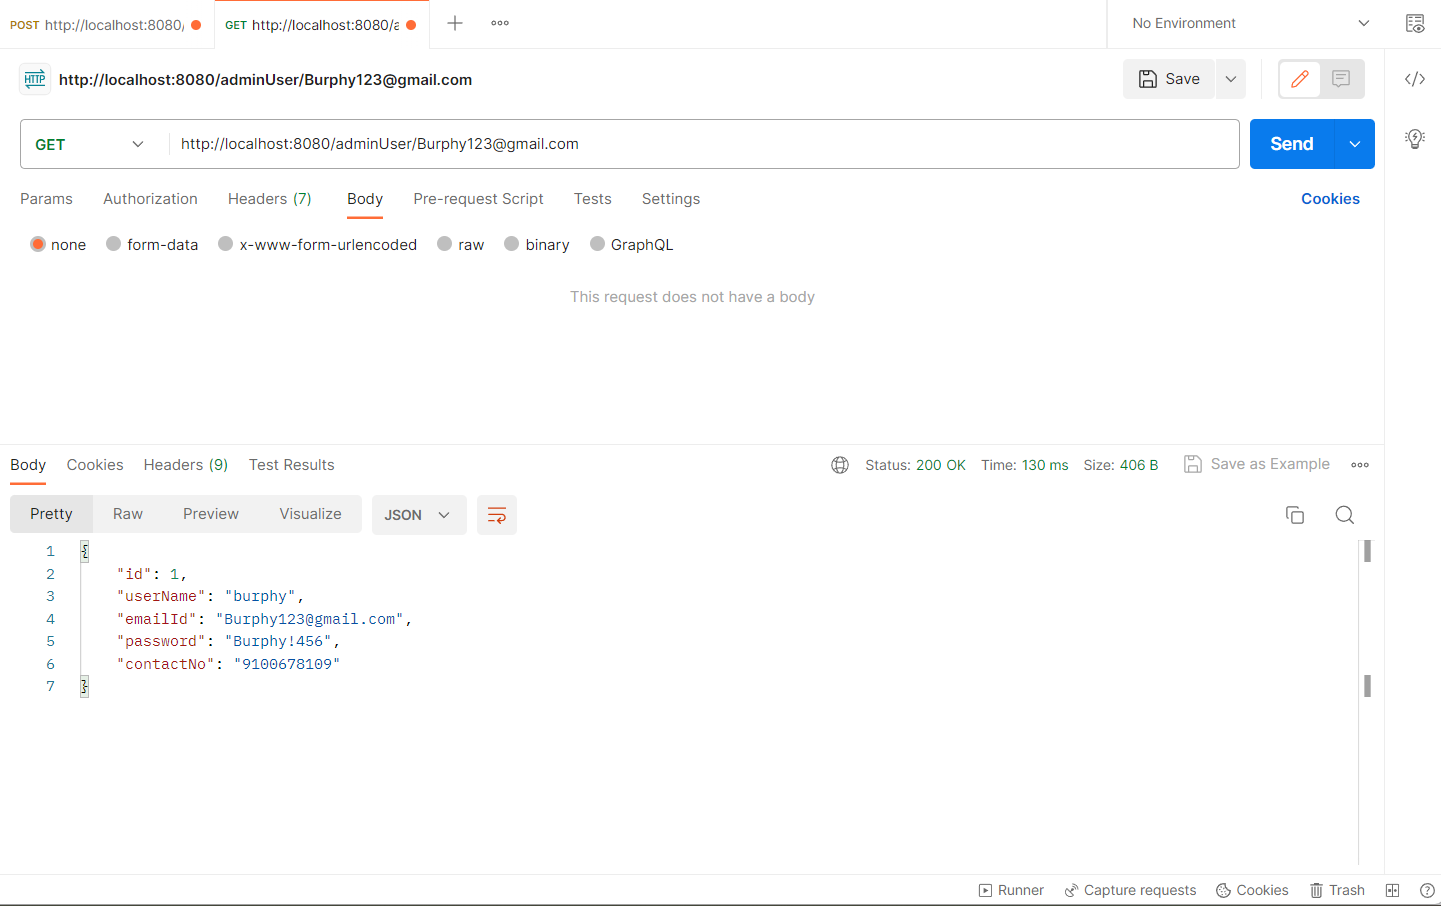 POST http://localhost:8080/ GET http://localhost:8080/a No Environment
HTTP http://localhost:8080/adminUser/Burphy123@gmail.com Save
GET http://localhost:8080/adminUser/Burphy123@gmail.com Send
Params Authorization Headers (7) Body Pre-request Script Tests Settings Cookies
none form-data x-www-form-urlencoded raw binary GraphQL
This request does not have a body
Body Cookies Headers (9) Test Results Status: 200 OK Time: 130 ms Size: 406 B Save as Example
Pretty Raw Preview Visualize JSON
1 {
2 "id": 1,
3 "userName": "burphy",
4 "emailId": "Burphy123@gmail.com",
5 "password": "Burphy!456",
6 "contactNo": "9100678109"
7 }
Runner Capture requests Cookies Trash